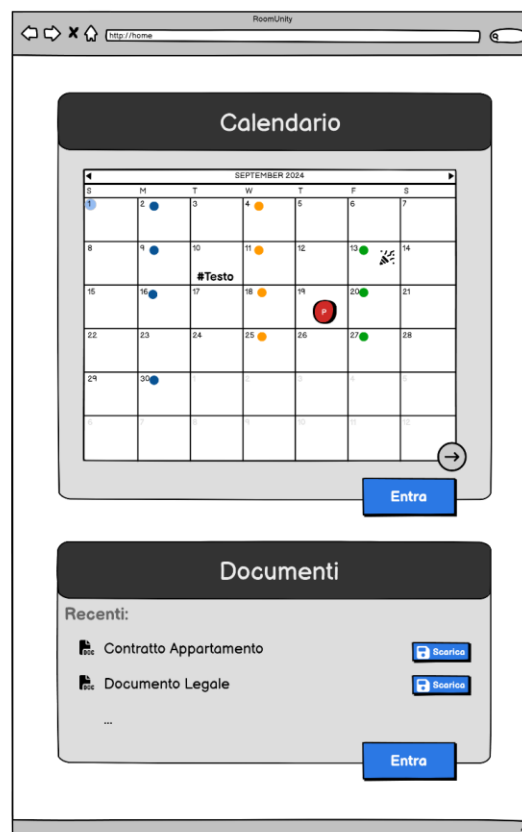 RoomUnity
http://home
Calendario
SEPTEMBER 2024
S M T W T F S
1 2 3 4 5 6 7
8 9 10 11 12 13 14
#Testo
15 16 17 18 19 20 21
P
22 23 24 25 26 27 28
29 30 1 2 3 4 5
6 7 8 9 10 11 12
Entra
Documenti
Recenti:
DOC Contratto Appartamento Scarica
DOC Documento Legale Scarica
...
Entra